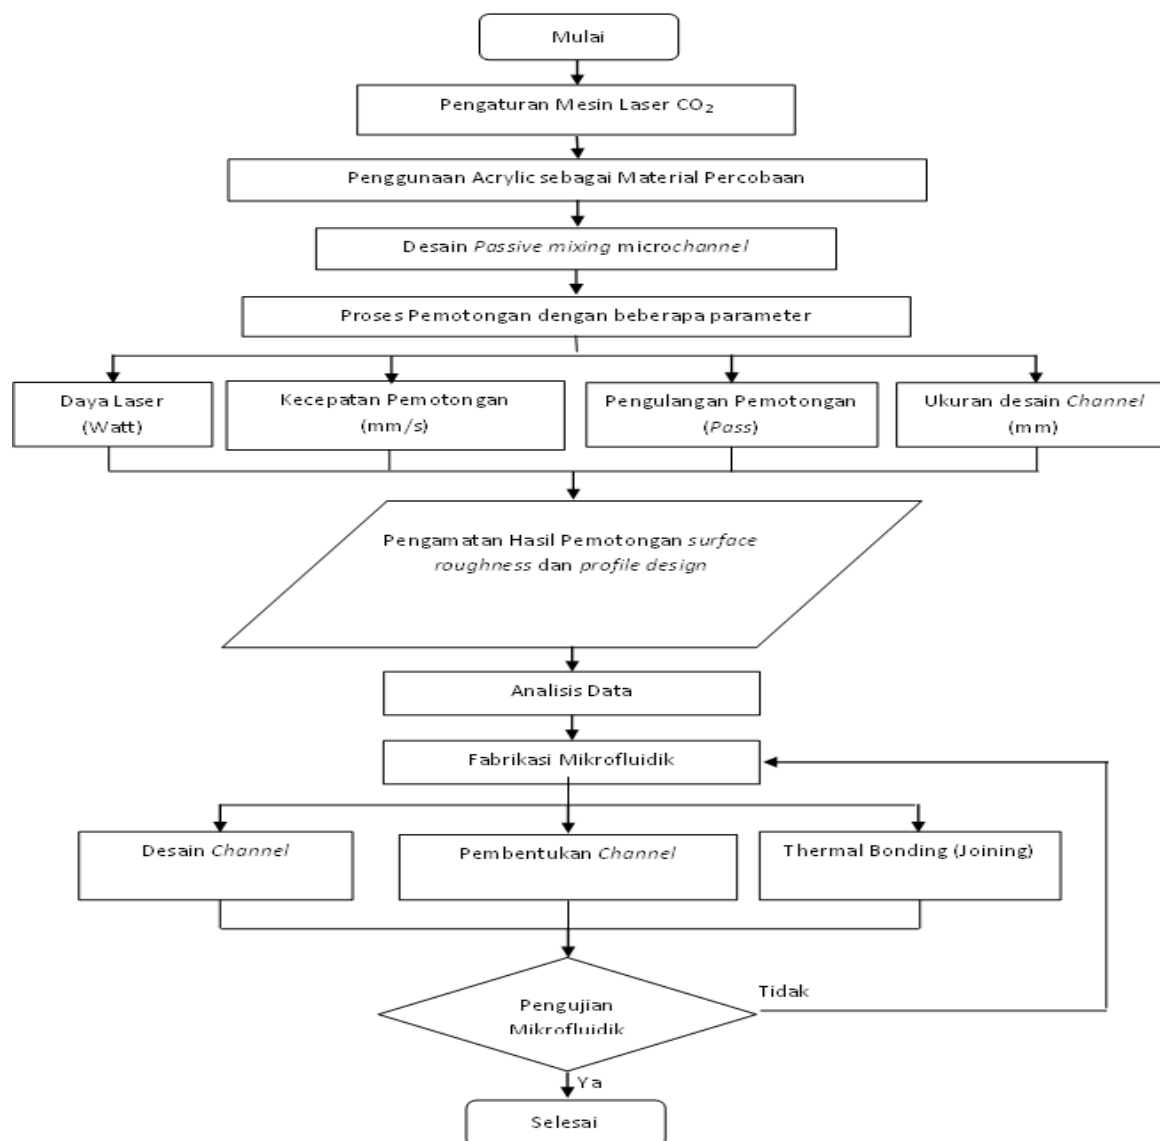 Mulai
Pengaturan Mesin Laser CO₂
Penggunaan Acrylic sebagai Material Percobaan
Desain Passive mixing microchannel
Proses Pemotongan dengan beberapa parameter
Daya Laser
(Watt)
Kecepatan Pemotongan
(mm/s)
Pengulangan Pemotongan
(Pass)
Ukuran desain Channel
(mm)
Pengamatan Hasil Pemotongan surface
roughness dan profile design
Analisis Data
Fabrikasi Mikrofluidik
Desain Channel
Pembentukan Channel
Thermal Bonding (Joining)
Pengujian
Mikrofluidik
Tidak
Ya
Selesai